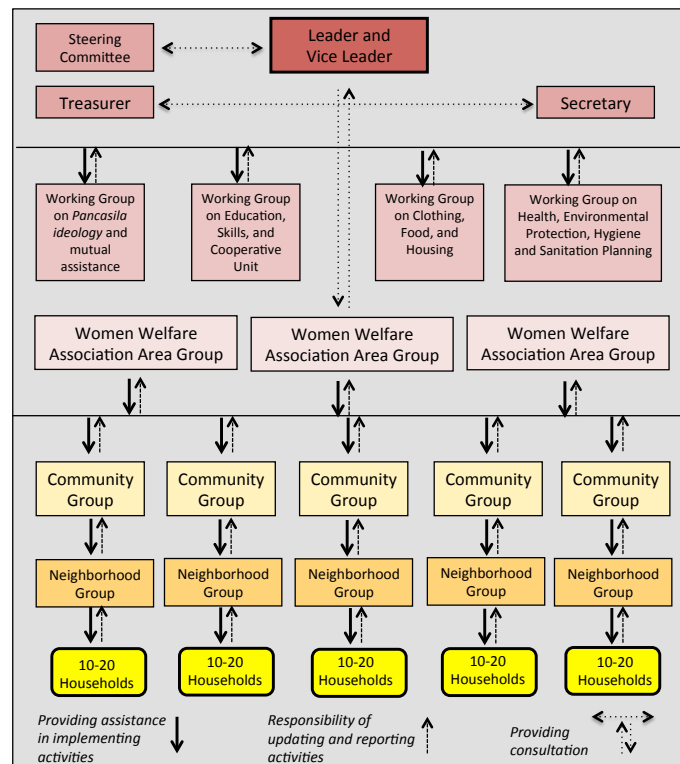 Steering
Committee
Leader and
Vice Leader
Treasurer
Secretary
Working Group
on Pancasila
ideology and
mutual
assistance
Working Group
on Education,
Skills, and
Cooperative
Unit
Working Group
on Clothing,
Food, and
Housing
Working Group on
Health, Environmental
Protection, Hygiene
and Sanitation Planning
Women Welfare
Association Area Group
Women Welfare
Association Area Group
Women Welfare
Association Area Group
Community
Group
Community
Group
Community
Group
Community
Group
Community
Group
Neighborhood
Group
Neighborhood
Group
Neighborhood
Group
Neighborhood
Group
Neighborhood
Group
10-20
Households
10-20
Households
10-20
Households
10-20
Households
10-20
Households
Providing assistance
in implementing
activities
Responsibility of
updating and reporting
activities
Providing
consultation